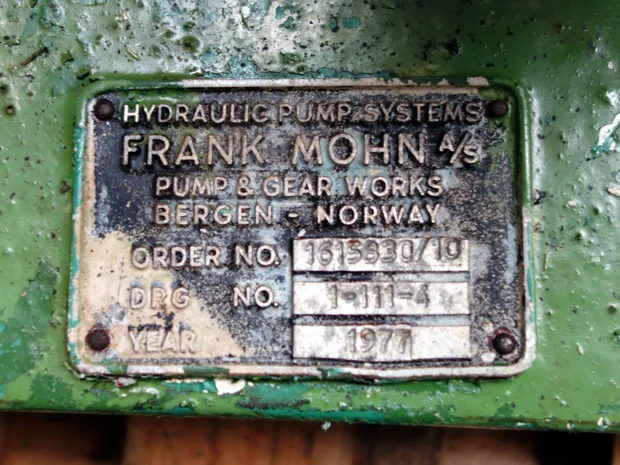 HYDRAULIC PUMP SYSTEMS
FRANK MOHN A/S
PUMP & GEAR WORKS
BERGEN - NORWAY
ORDER NO. 1615830/10
DRG NO. 1-111-4
YEAR 1977